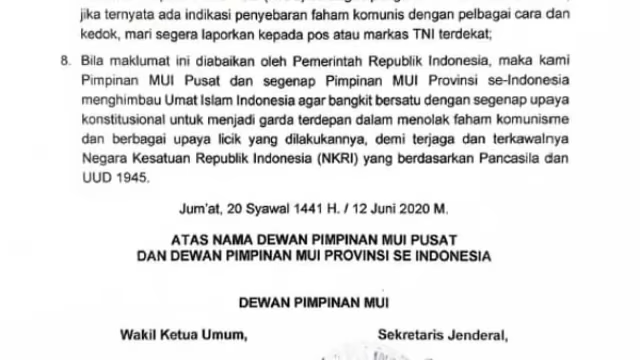 jika ternyata ada indikasi penyebaran faham komunis dengan pelbagai cara dan
kedok, mari segera laporkan kepada pos atau markas TNI terdekat;
8. Bila maklumat ini diabaikan oleh Pemerintah Republik Indonesia, maka kami
Pimpinan MUI Pusat dan segenap Pimpinan MUI Provinsi se-Indonesia
menghimbau Umat Islam Indonesia agar bangkit bersatu dengan segenap upaya
konstitusional untuk menjadi garda terdepan dalam menolak faham komunisme
dan berbagai upaya licik yang dilakukannya, demi terjaga dan terkawalnya
Negara Kesatuan Republik Indonesia (NKRI) yang berdasarkan Pancasila dan
UUD 1945.
Jum'at, 20 Syawal 1441 H. / 12 Juni 2020 M.
ATAS NAMA DEWAN PIMPINAN MUI PUSAT
DAN DEWAN PIMPINAN MUI PROVINSI SE INDONESIA
DEWAN PIMPINAN MUI
Wakil Ketua Umum, Sekretaris Jenderal,